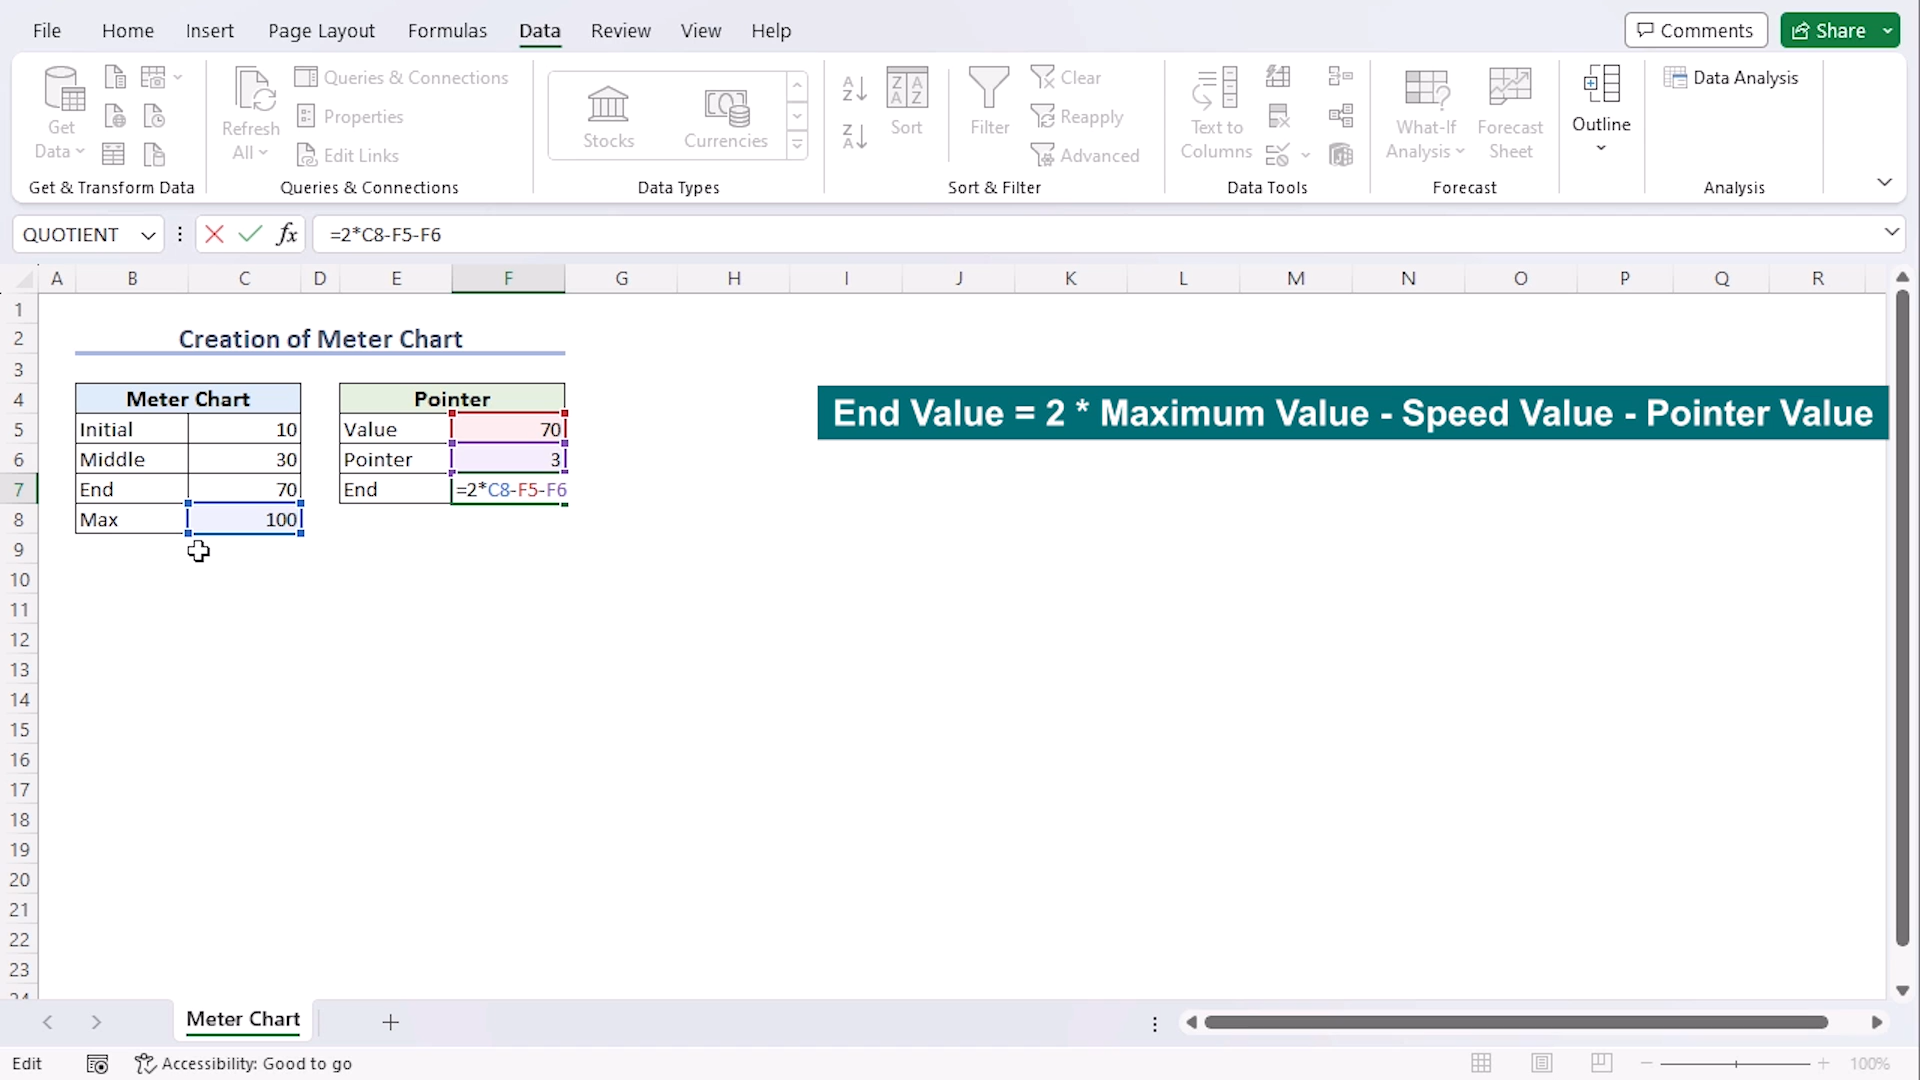 File Home Insert Page Layout Formulas Data Review View Help Comments Share
Get Data
Get & Transform Data
Refresh All
Queries & Connections
Properties
Edit Links
Queries & Connections
Stocks Currencies
Data Types
Sort
Filter
Clear
Reapply
Advanced
Sort & Filter
Text to Columns
Data Tools
What-If Analysis
Forecast Sheet
Forecast
Outline
Data Analysis
Analysis
QUOTIENT fx =2*C8-F5-F6
A B C D E F G H I J K L M N O P Q R
1
2 Creation of Meter Chart
3
4 Meter Chart Pointer
End Value = 2 * Maximum Value - Speed Value - Pointer Value
5 Initial 10 Value 70
6 Middle 30 Pointer 3
7 End 70 End =2*C8-F5-F6
8 Max 100
9
10
11
12
13
14
15
16
17
18
19
20
21
22
23
24
Meter Chart
Edit Accessibility: Good to go 100%